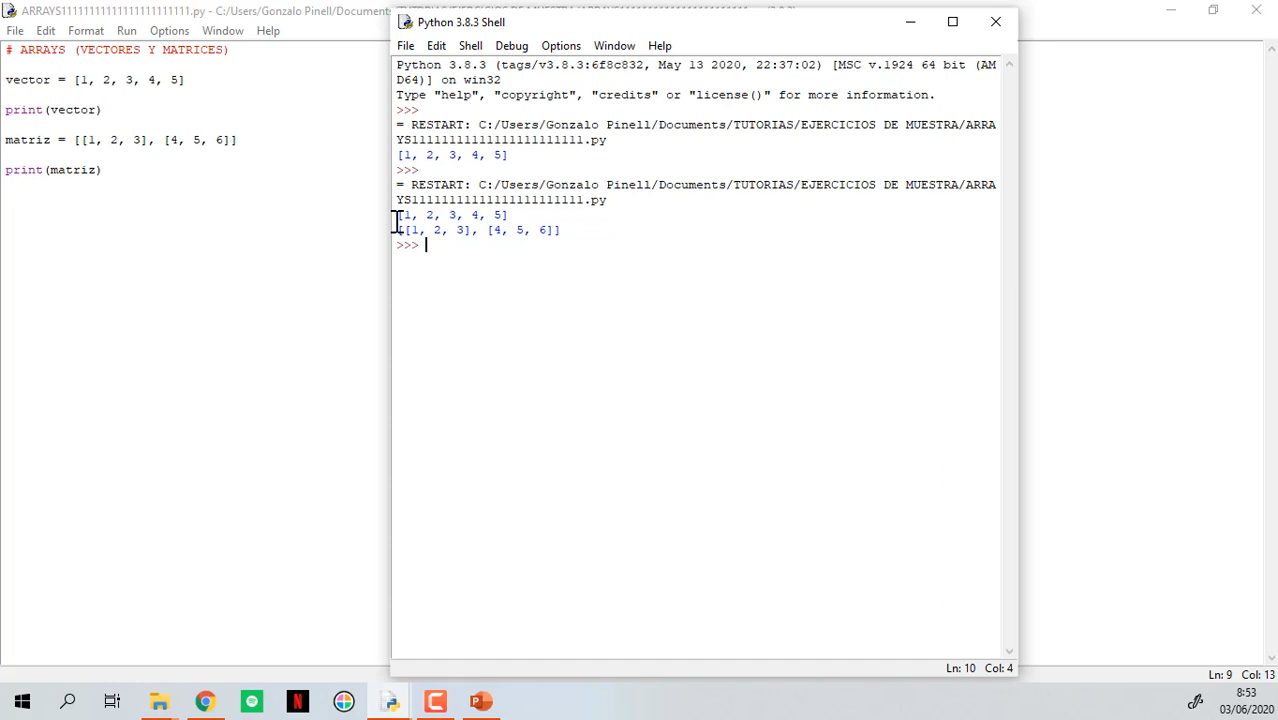 ARRAYS1111111111111111111111.py - C:/Users/Gonzalo Pinell/Document
File Edit Format Run Options Window Help
# ARRAYS (VECTORES Y MATRICES)
vector = [1, 2, 3, 4, 5]
print(vector)
matriz = [[1, 2, 3], [4, 5, 6]]
print(matriz)
Python 3.8.3 Shell
File Edit Shell Debug Options Window Help
Python 3.8.3 (tags/v3.8.3:6f8c832, May 13 2020, 22:37:02) [MSC v.1924 64 bit (AM
D64)] on win32
Type "help", "copyright", "credits" or "license()" for more information.
>>>
= RESTART: C:/Users/Gonzalo Pinell/Documents/TUTORIAS/EJERCICIOS DE MUESTRA/ARRA
YS1111111111111111111111.py
[1, 2, 3, 4, 5]
>>>
= RESTART: C:/Users/Gonzalo Pinell/Documents/TUTORIAS/EJERCICIOS DE MUESTRA/ARRA
YS1111111111111111111111.py
[1, 2, 3, 4, 5]
[[1, 2, 3], [4, 5, 6]]
>>>
Ln: 10 Col: 4
Ln: 9 Col: 13
8:53
03/06/2020